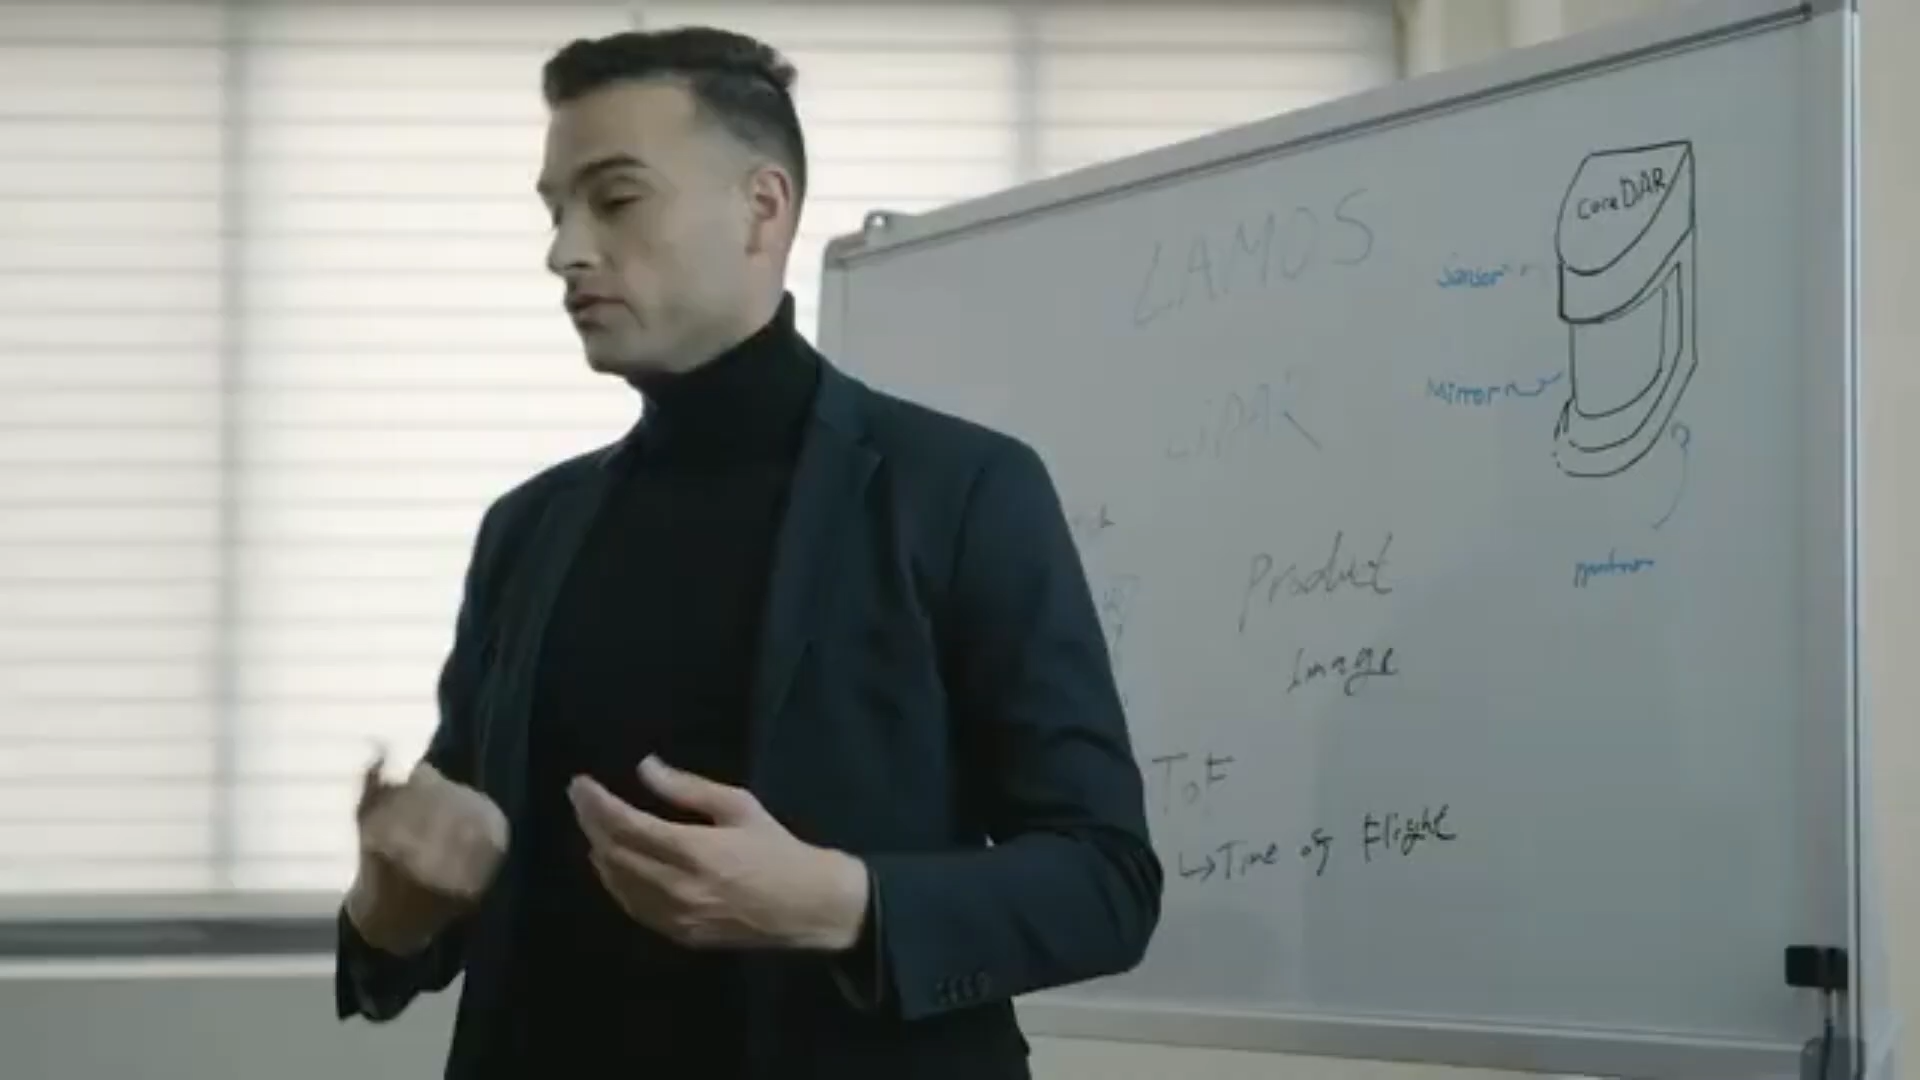 LAMOS
LiDAR
Product
Image
ToF
↳Time of Flight
coreDAR
Sensor
Mirror